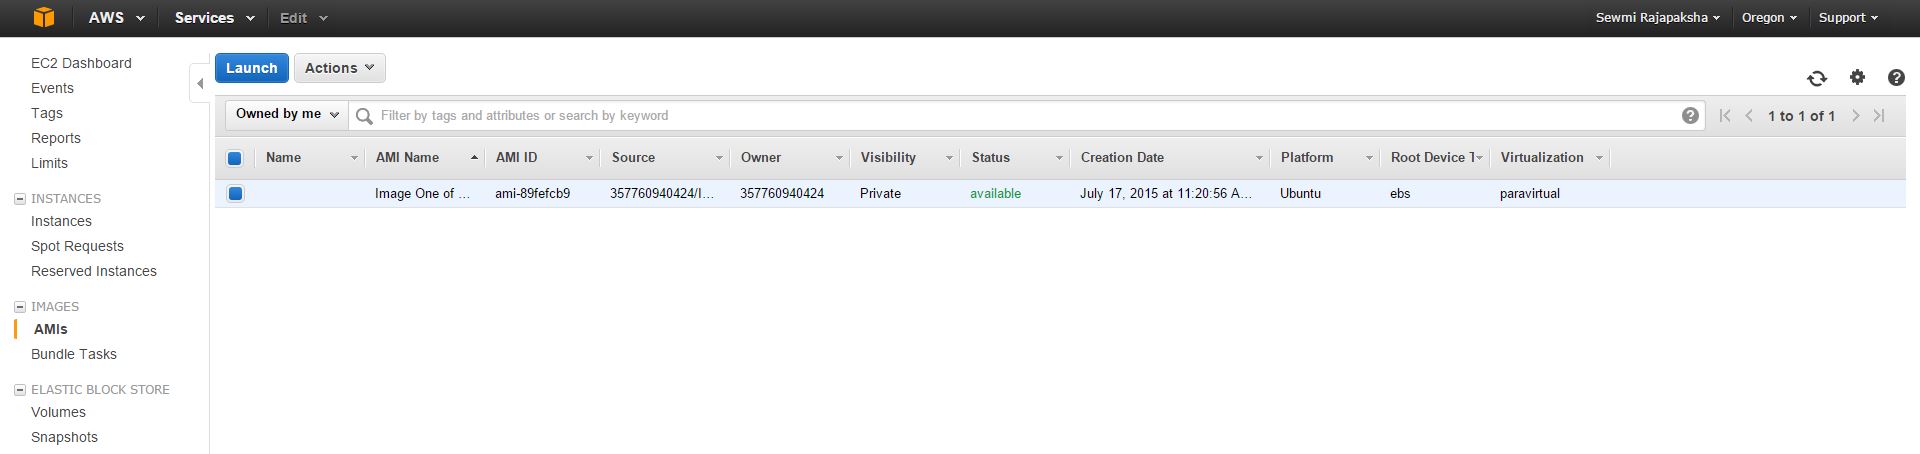 AWS Services Edit Sewmi Rajapaksha Oregon Support
EC2 Dashboard
Events
Tags
Reports
Limits
INSTANCES
Instances
Spot Requests
Reserved Instances
IMAGES
AMIs
Bundle Tasks
ELASTIC BLOCK STORE
Volumes
Snapshots
Launch Actions
Owned by me Filter by tags and attributes or search by keyword 1 to 1 of 1
Name AMI Name AMI ID Source Owner Visibility Status Creation Date Platform Root Device T Virtualization
Image One of ... ami-89fefcb9 357760940424/I... 357760940424 Private available July 17, 2015 at 11:20:56 A... Ubuntu ebs paravirtual